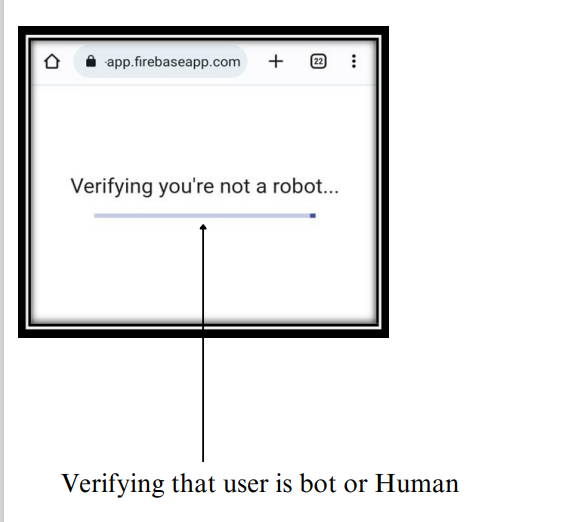 -app.firebaseapp.com 22
Verifying you're not a robot...
Verifying that user is bot or Human